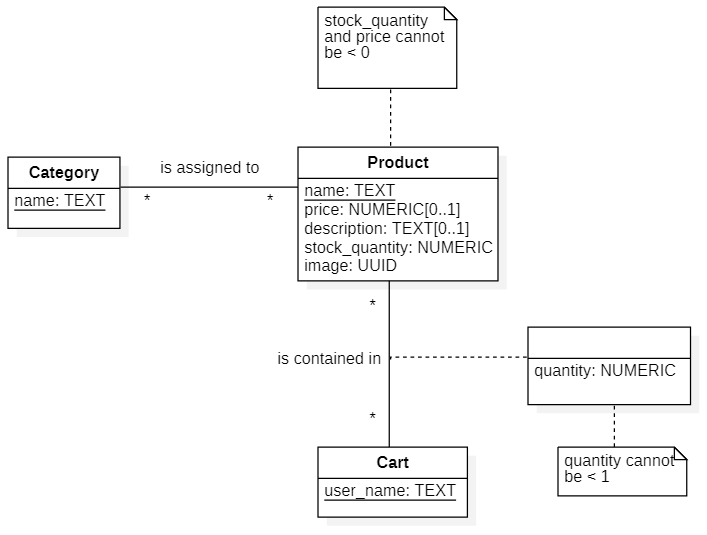 stock_quantity
and price cannot
be < 0
Category
name: TEXT
is assigned to
*
*
Product
name: TEXT
price: NUMERIC[0..1]
description: TEXT[0..1]
stock_quantity: NUMERIC
image: UUID
*
is contained in
*
quantity: NUMERIC
quantity cannot
be < 1
Cart
user_name: TEXT